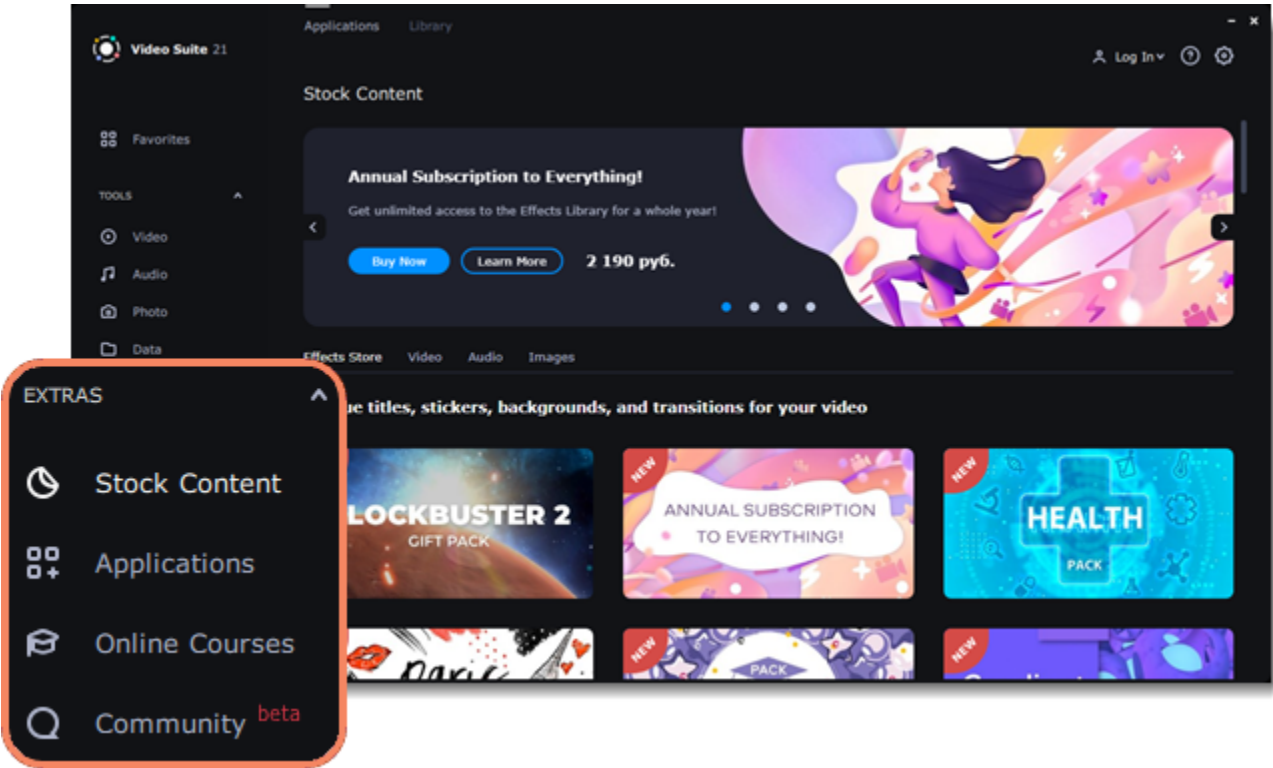 Applications Library
Video Suite 21
Log In
Stock Content
Favorites
Annual Subscription to Everything!
Get unlimited access to the Effects Library for a whole year!
Buy Now Learn More 2 190 руб.
TOOLS
Video
Audio
Photo
Data
Effects Store Video Audio Images
EXTRAS
Stock Content
Applications
Online Courses
Community beta
ue titles, stickers, backgrounds, and transitions for your video
LOCKBUSTER 2
GIFT PACK
NEW
ANNUAL SUBSCRIPTION
TO EVERYTHING!
NEW
HEALTH
PACK
Paris
NEW
PACK
NEW